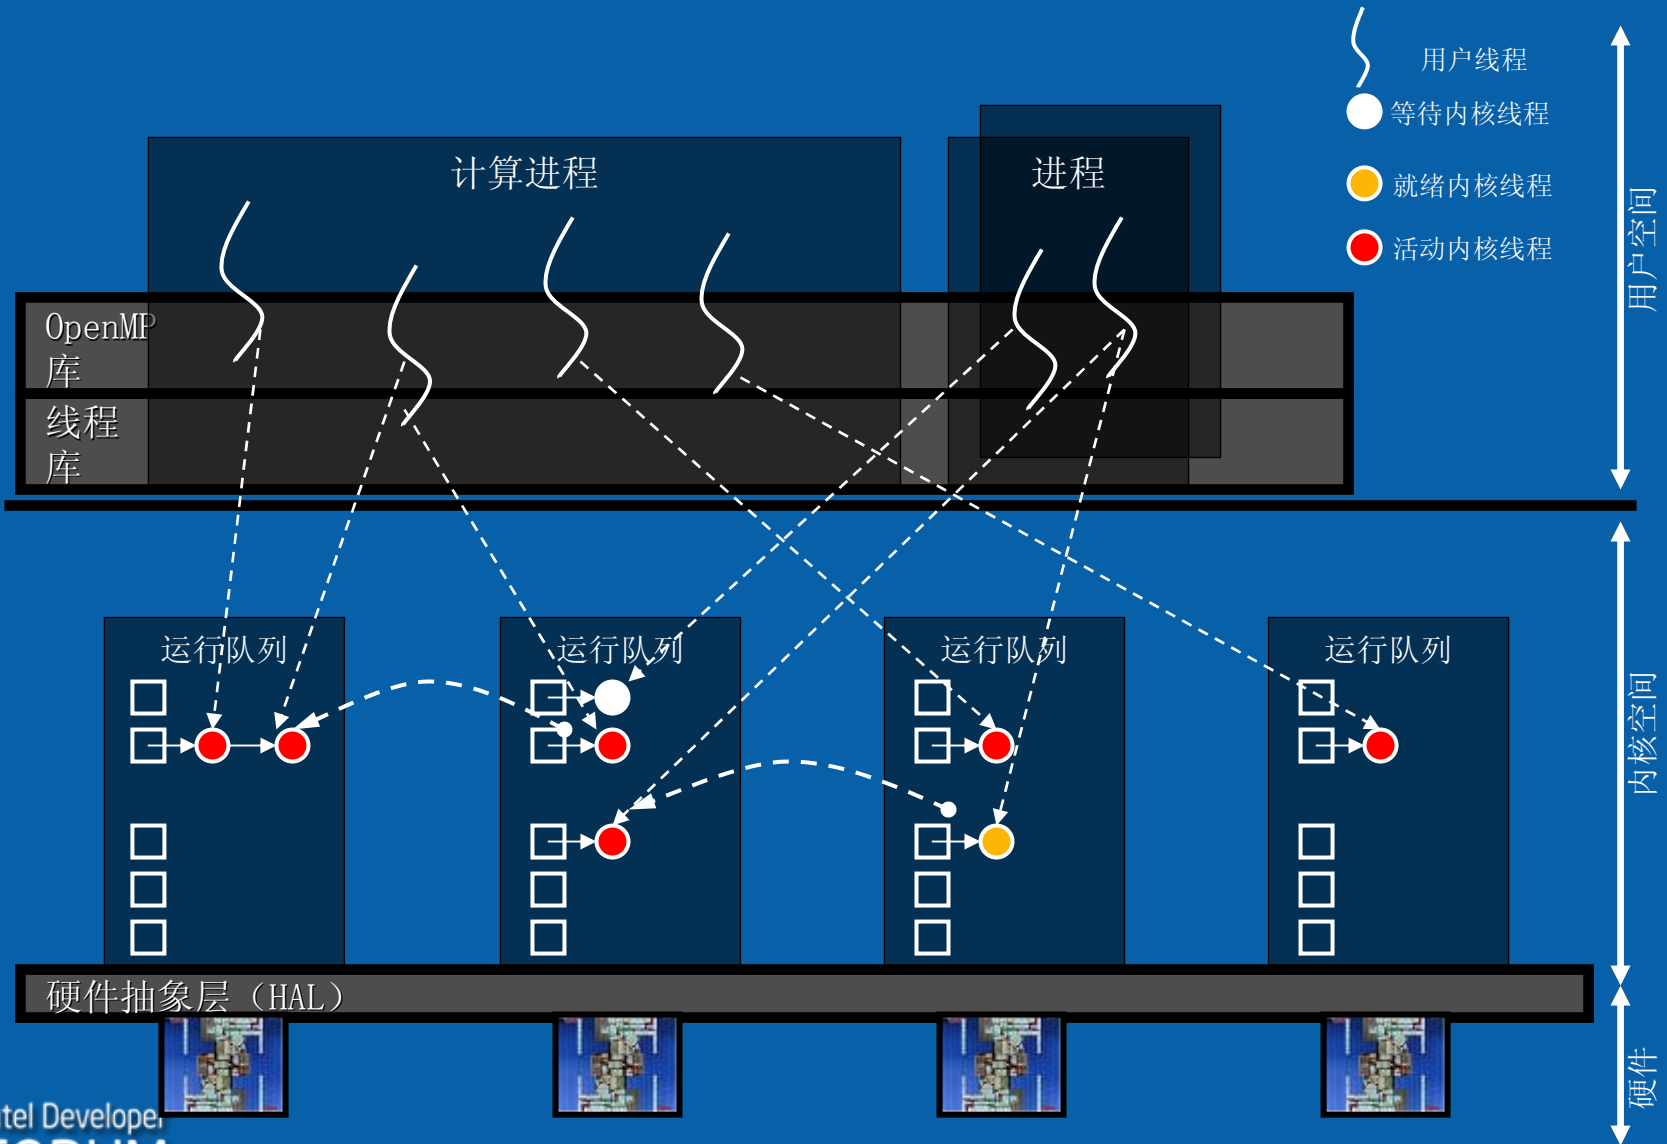 用户线程
等待内核线程
就绪内核线程
活动内核线程
计算进程
进程
OpenMP
库
线程
库
用户空间
运行队列
运行队列
运行队列
运行队列
内核空间
硬件抽象层（HAL）
硬件
tel Developer